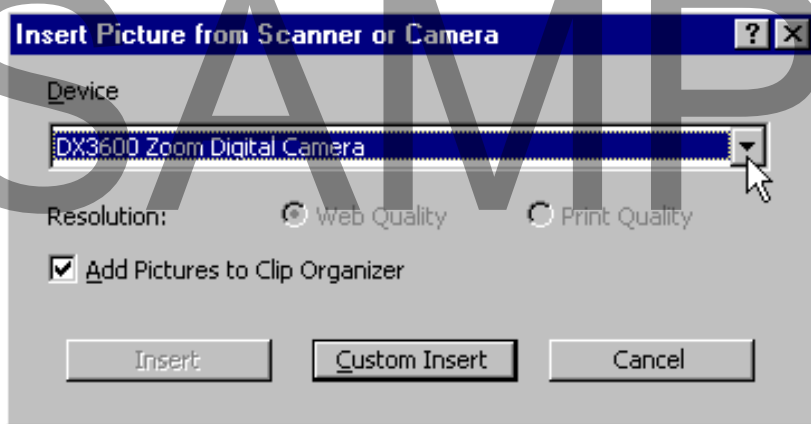 Insert Picture from Scanner or Camera
Device
DX3600 Zoom Digital Camera
Resolution: Web Quality Print Quality
Add Pictures to Clip Organizer
Insert Custom Insert Cancel
SAMP